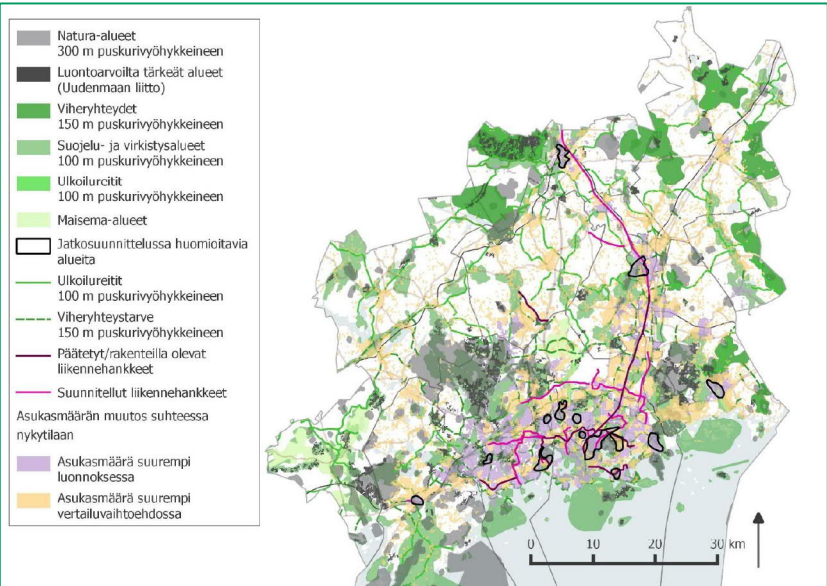 Natura-alueet
300 m puskurivyöhykkeineen
Luontoarvoilta tärkeät alueet
(Uudenmaan liitto)
Viheryhteydet
150 m puskurivyöhykkeineen
Suojelu- ja virkistysalueet
100 m puskurivyöhykkeineen
Ulkoilureitit
100 m puskurivyöhykkeineen
Maisema-alueet
Jatkosuunnittelussa huomioitavia
alueita
Ulkoilureitit
100 m puskurivyöhykkeineen
Viheryhteystarve
150 m puskurivyöhykkeineen
Päätetyt/rakenteilla olevat
liikennehankkeet
Suunnitellut liikennehankkeet
Asukasmäärän muutos suhteessa
nykytilaan
Asukasmäärä suurempi
luonnoksessa
Asukasmäärä suurempi
vertailuvaihtoehdossa
0 10 20 30 km